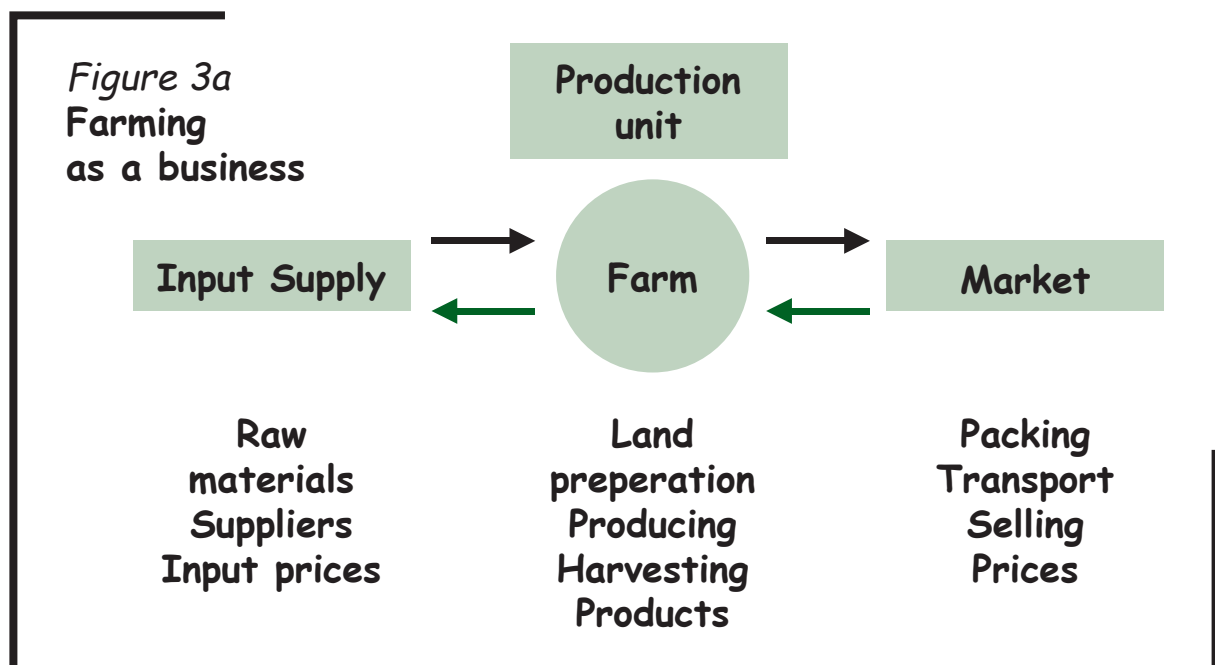 Figure 3a
Farming
as a business
Production
unit
Input Supply
Farm
Market
Raw
materials
Suppliers
Input prices
Land
preperation
Producing
Harvesting
Products
Packing
Transport
Selling
Prices